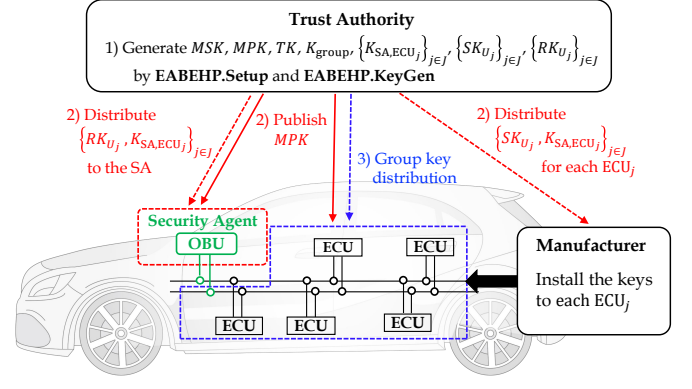 Trust Authority
1) Generate MSK, MPK, TK, K_group, {K_SA,ECU_j}_j∈J, {SK_U_j}_j∈J, {RK_U_j}_j∈J
by EABEHP.Setup and EABEHP.KeyGen
2) Distribute
{RK_U_j, K_SA,ECU_j}_j∈J
to the SA
2) Publish
MPK
3) Group key
distribution
2) Distribute
{SK_U_j, K_SA,ECU_j}_j∈J
for each ECU_j
Security Agent
OBU
ECU
ECU
ECU
ECU
ECU
Manufacturer
Install the keys
to each ECU_j